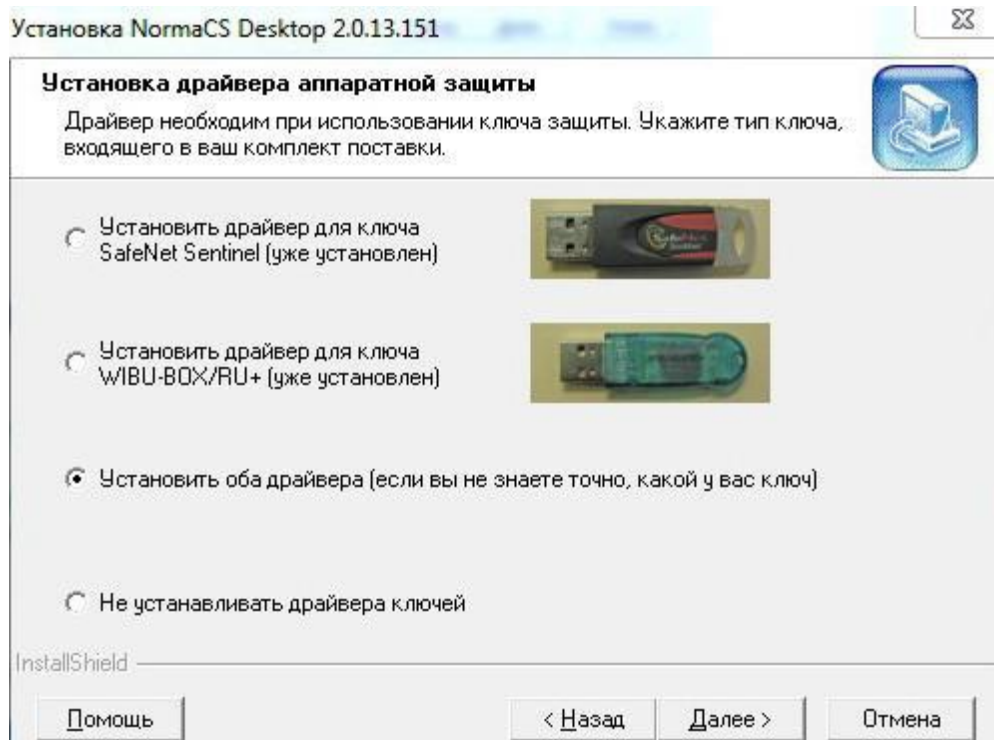 Установка NormaCS Desktop 2.0.13.151
Установка драйвера аппаратной защиты
Драйвер необходим при использовании ключа защиты. Укажите тип ключа,
входящего в ваш комплект поставки.
Установить драйвер для ключа
SafeNet Sentinel (уже установлен)
Установить драйвер для ключа
WIBU-BOX/RU+ (уже установлен)
Установить оба драйвера (если вы не знаете точно, какой у вас ключ)
Не устанавливать драйвера ключей
InstallShield
Помощь
< Назад
Далее >
Отмена